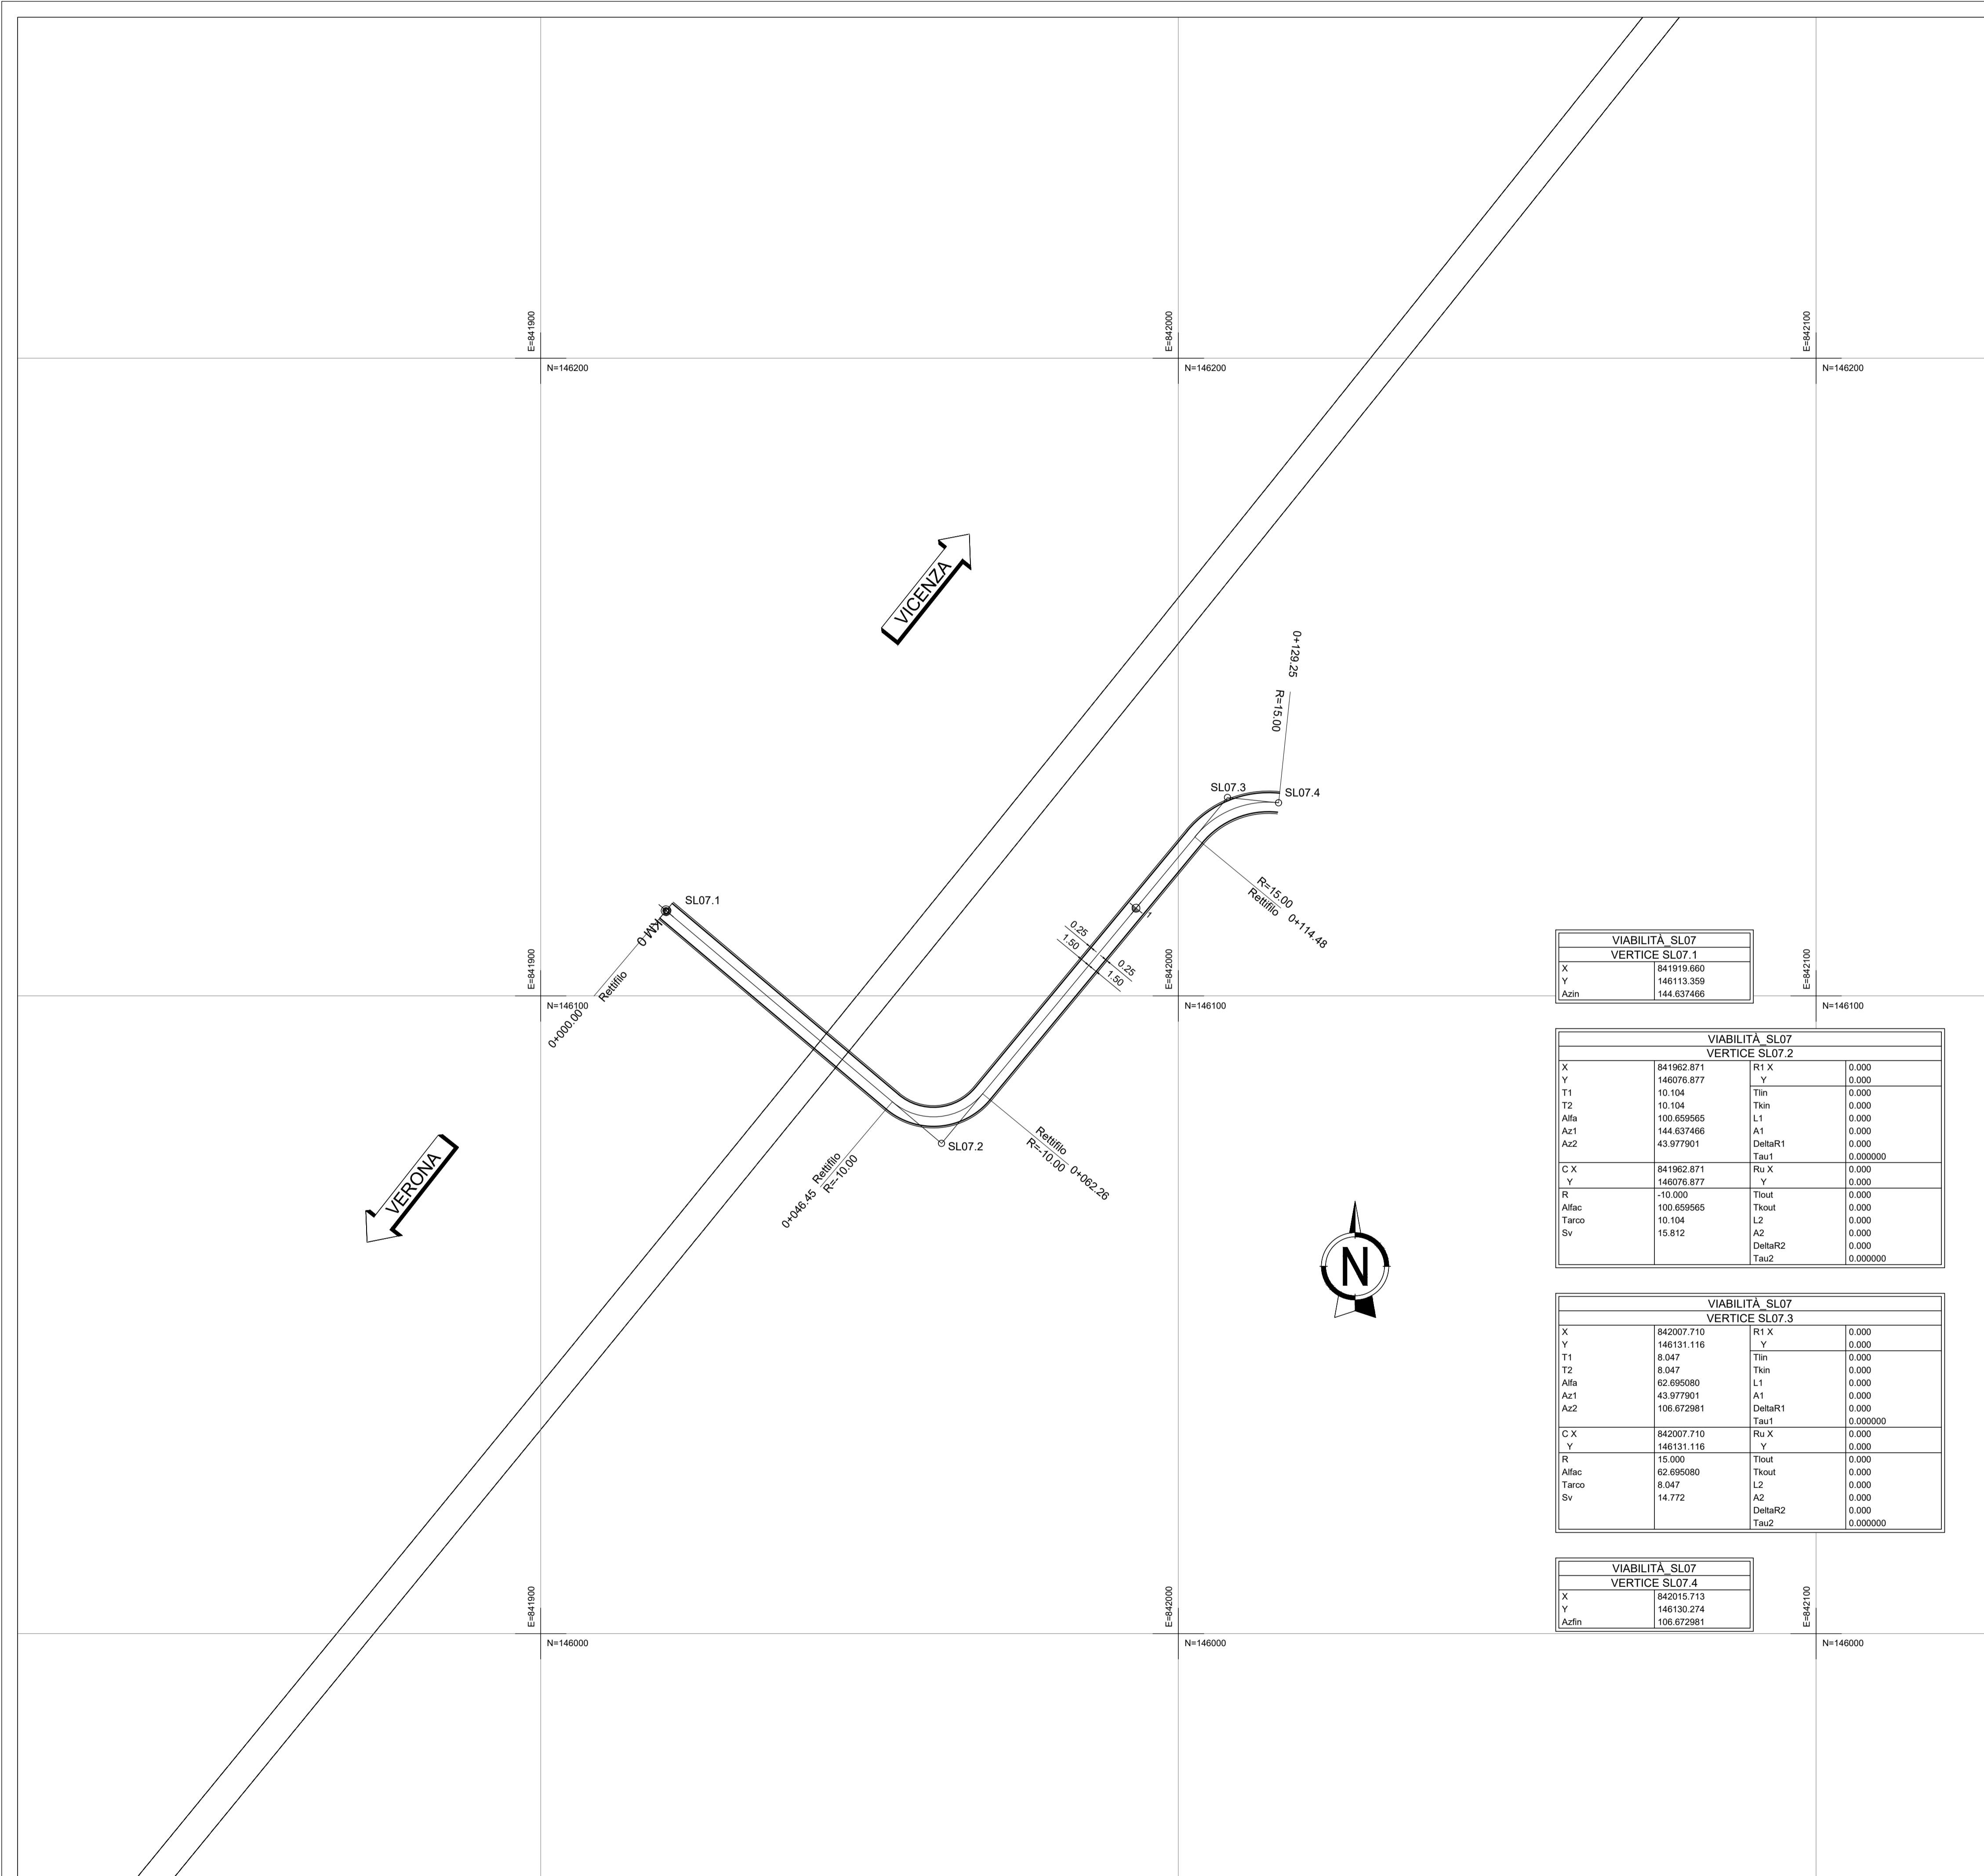 E=841900
E=842000
E=842100
N=146200
N=146200
N=146200
VICENZA
0+129.25
R=15.00
SL07.3
SL07.4
R=15.00
Rettifilo
0+114.48
SL07.1
KM 0
0.25
1.50
0.25
1.50
1
Rettifilo
0+000.00
E=841900
E=842000
E=842100
N=146100
N=146100
N=146100
SL07.2
Rettifilo
R=-10.00
0+062.26
0+046.45
Rettifilo
R=-10.00
VERONA
N
E=841900
E=842000
E=842100
N=146000
N=146000
N=146000
VIABILITÀ_SL07
VERTICE SL07.1
X 841919.660
Y 146113.359
Azin 144.637466
VIABILITÀ_SL07
VERTICE SL07.2
X 841962.871 R1 X 0.000
Y 146076.877 Y 0.000
T1 10.104 Tlin 0.000
T2 10.104 Tkin 0.000
Alfa 100.659565 L1 0.000
Az1 144.637466 A1 0.000
Az2 43.977901 DeltaR1 0.000
Tau1 0.000000
C X 841962.871 Ru X 0.000
Y 146076.877 Y 0.000
R -10.000 Tlout 0.000
Alfac 100.659565 Tkout 0.000
Tarco 10.104 L2 0.000
Sv 15.812 A2 0.000
DeltaR2 0.000
Tau2 0.000000
VIABILITÀ_SL07
VERTICE SL07.3
X 842007.710 R1 X 0.000
Y 146131.116 Y 0.000
T1 8.047 Tlin 0.000
T2 8.047 Tkin 0.000
Alfa 62.695080 L1 0.000
Az1 43.977901 A1 0.000
Az2 106.672981 DeltaR1 0.000
Tau1 0.000000
C X 842007.710 Ru X 0.000
Y 146131.116 Y 0.000
R 15.000 Tlout 0.000
Alfac 62.695080 Tkout 0.000
Tarco 8.047 L2 0.000
Sv 14.772 A2 0.000
DeltaR2 0.000
Tau2 0.000000
VIABILITÀ_SL07
VERTICE SL07.4
X 842015.713
Y 146130.274
Azfin 106.672981